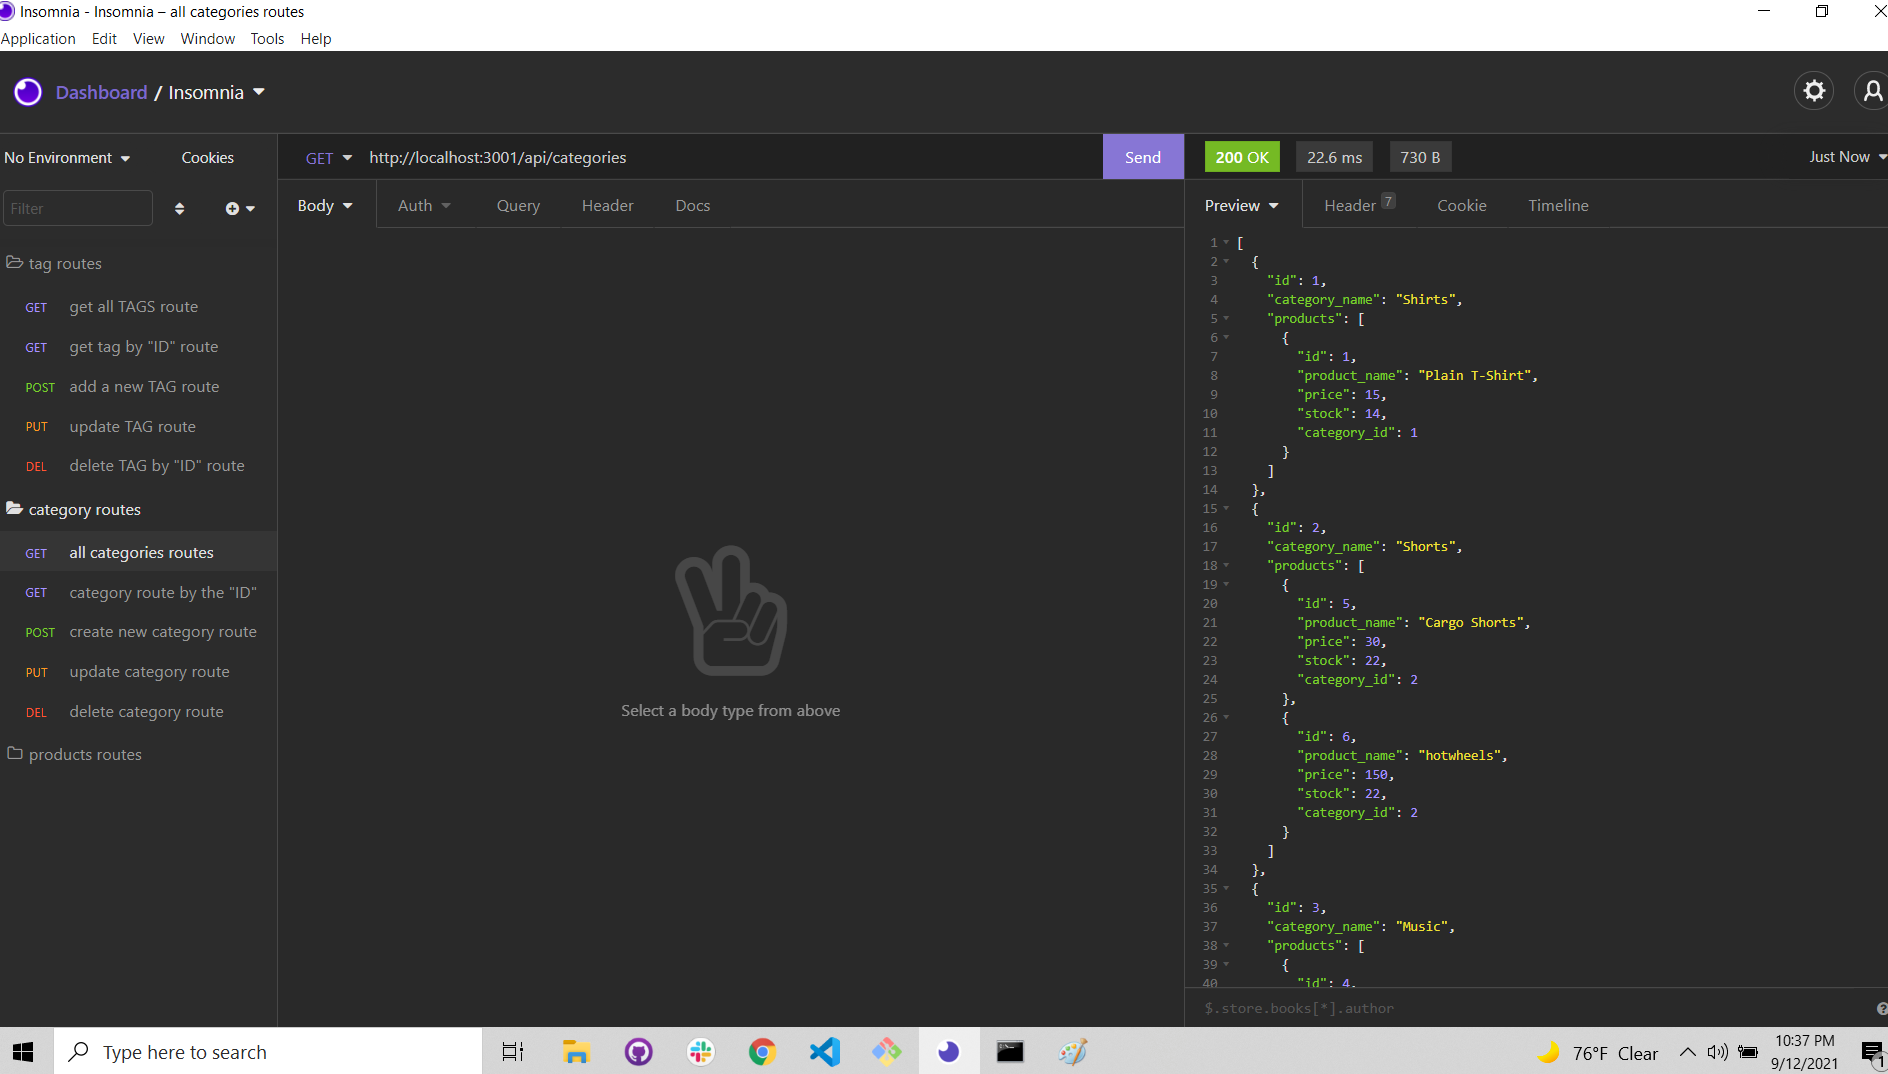 Insomnia - Insomnia – all categories routes
Application Edit View Window Tools Help
Dashboard / Insomnia
No Environment Cookies
Filter
tag routes
GET get all TAGS route
GET get tag by "ID" route
POST add a new TAG route
PUT update TAG route
DEL delete TAG by "ID" route
category routes
GET all categories routes
GET category route by the "ID"
POST create new category route
PUT update category route
DEL delete category route
products routes
GET http://localhost:3001/api/categories Send
Body Auth Query Header Docs
Select a body type from above
200 OK 22.6 ms 730 B Just Now
Preview Header 7 Cookie Timeline
1 [
2 {
3 "id": 1,
4 "category_name": "Shirts",
5 "products": [
6 {
7 "id": 1,
8 "product_name": "Plain T-Shirt",
9 "price": 15,
10 "stock": 14,
11 "category_id": 1
12 }
13 ]
14 },
15 {
16 "id": 2,
17 "category_name": "Shorts",
18 "products": [
19 {
20 "id": 5,
21 "product_name": "Cargo Shorts",
22 "price": 30,
23 "stock": 22,
24 "category_id": 2
25 },
26 {
27 "id": 6,
28 "product_name": "hotwheels",
29 "price": 150,
30 "stock": 22,
31 "category_id": 2
32 }
33 ]
34 },
35 {
36 "id": 3,
37 "category_name": "Music",
38 "products": [
39 {
40 "id": 4,
$.store.books[*].author
Type here to search
76°F Clear
10:37 PM
9/12/2021
1